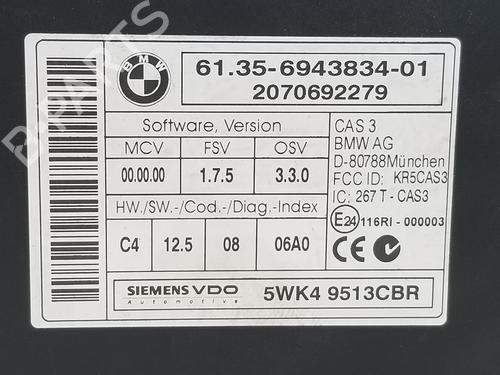 BMW
61.35-6943834-01
2070692279
Software, Version
MCV FSV OSV
00.00.00 1.7.5 3.3.0
HW./SW.-/Cod.-/Diag.-Index
C4 12.5 08 06A0
CAS 3
BMW AG
D-80788München
FCC ID: KR5CAS3
IC: 267 T - CAS3
E24 116RI - 000003
CE
SIEMENS VDO
Automotive
5WK4 9513CBR